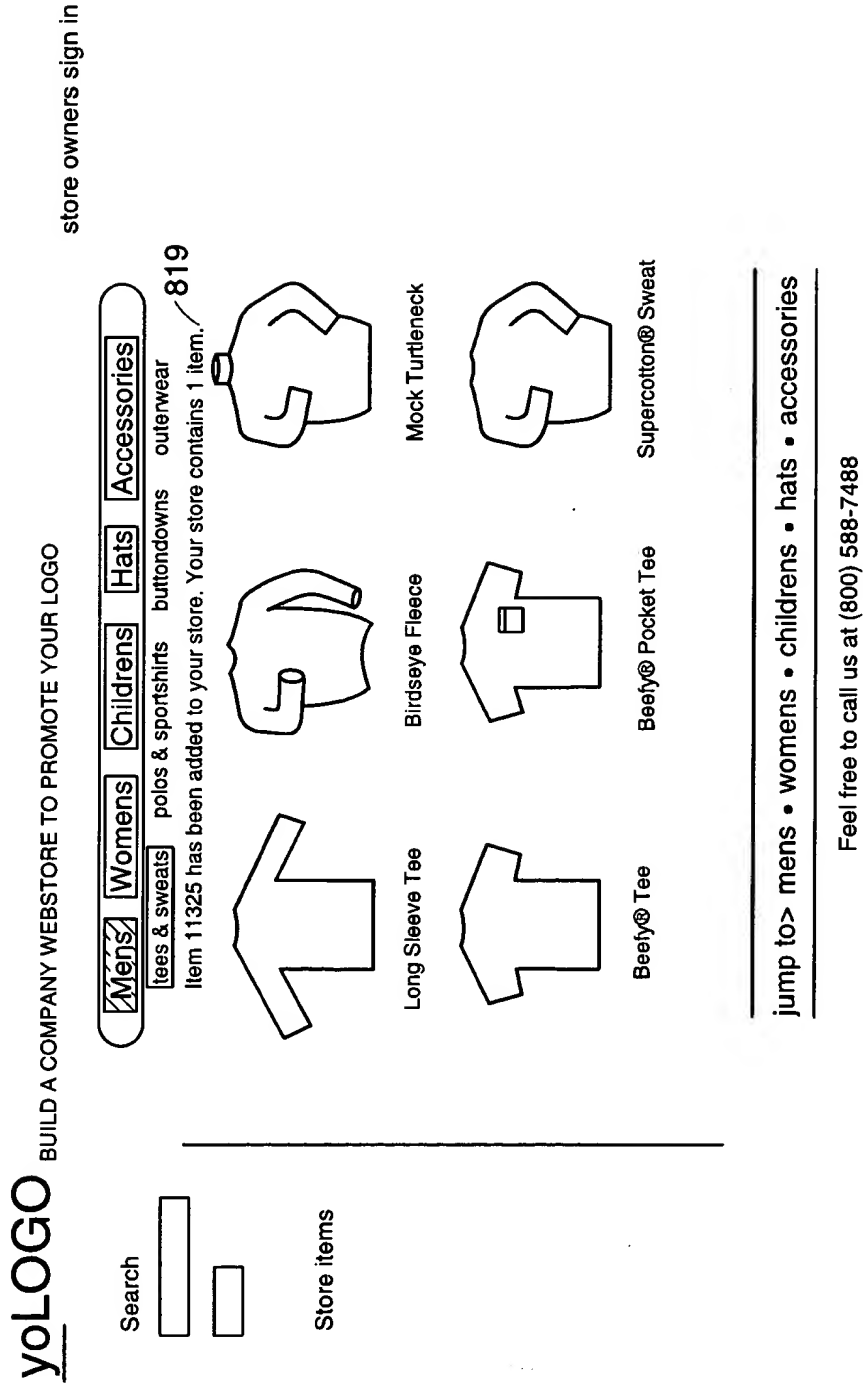 yoLOGO BUILD A COMPANY WEBSTORE TO PROMOTE YOUR LOGO
store owners sign in
Search
Store items
Mens Womens Childrens Hats Accessories
tees & sweats polos & sportshirts buttondowns outerwear
Item 11325 has been added to your store. Your store contains 1 item.
819
Long Sleeve Tee Birdseye Fleece Mock Turtleneck
Beefy® Tee Beefy® Pocket Tee Supercotton® Sweat
jump to> mens • womens • childrens • hats • accessories
Feel free to call us at (800) 588-7488